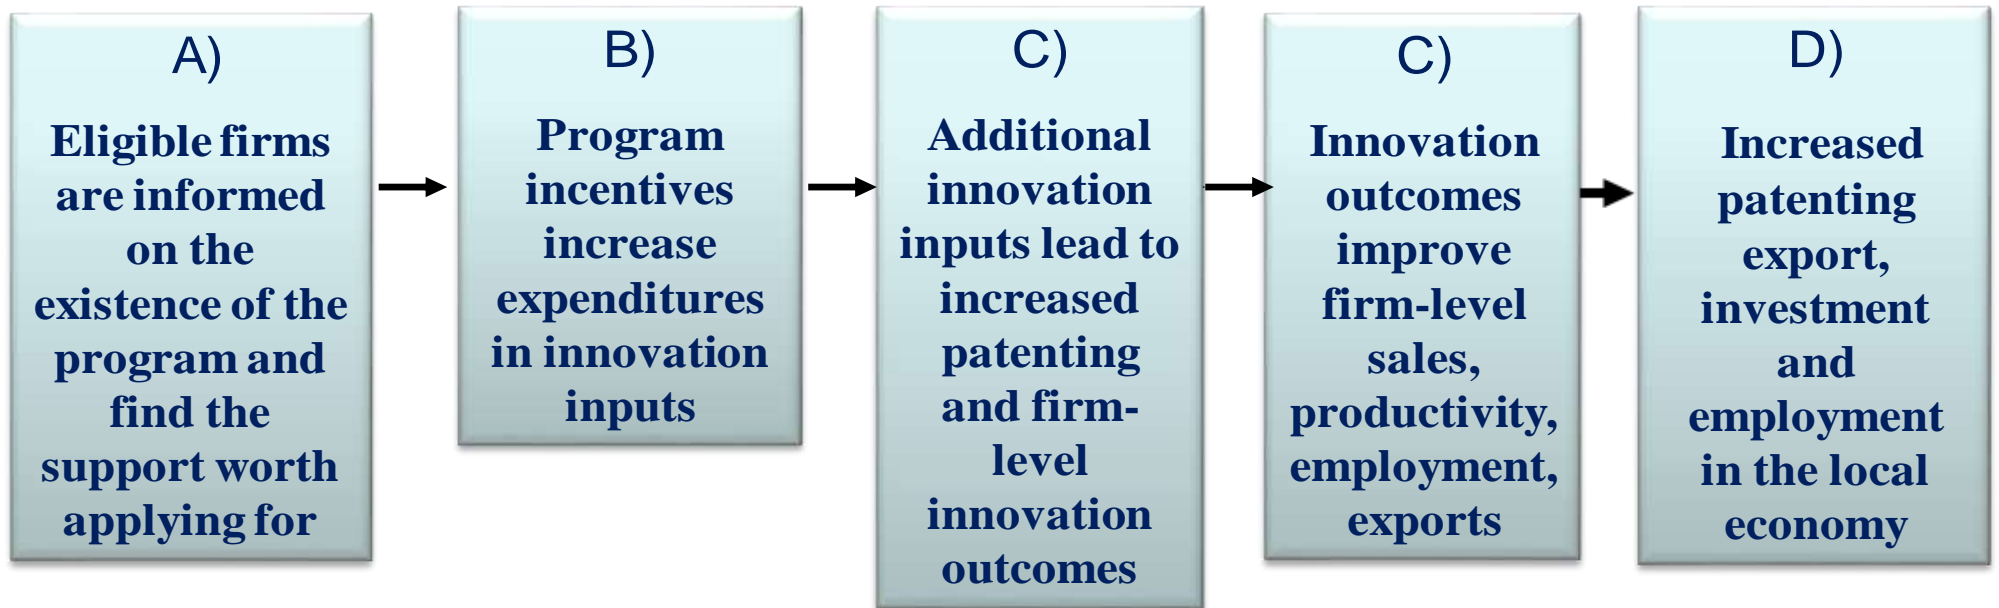 A)
Eligible firms
are informed
on the
existence of the
program and
find the
support worth
applying for
B)
Program
incentives
increase
expenditures
in innovation
inputs
C)
Additional
innovation
inputs lead to
increased
patenting
and firm-
level
innovation
outcomes
C)
Innovation
outcomes
improve
firm-level
sales,
productivity,
employment,
exports
D)
Increased
patenting
export,
investment
and
employment
in the local
economy